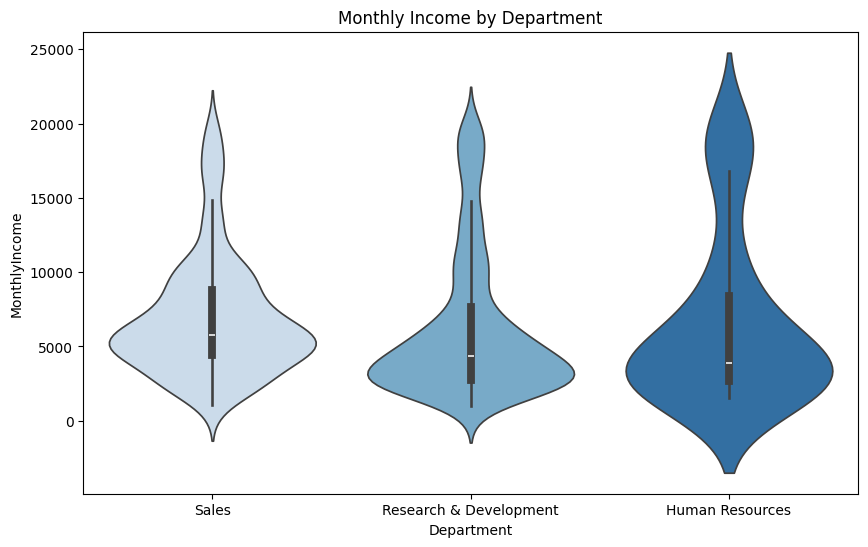 Monthly Income by Department
25000
20000
15000
10000
5000
0
MonthlyIncome
Sales
Research & Development
Human Resources
Department